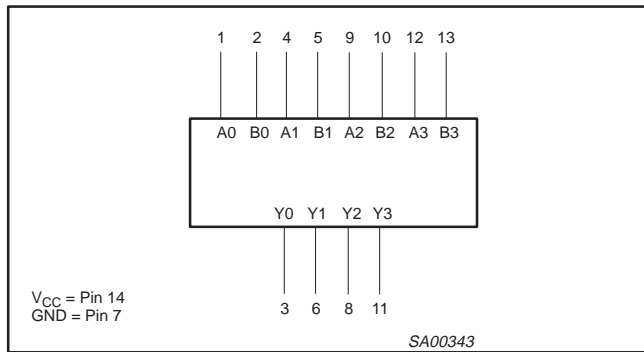 1 2 4 5 9 10 12 13
A0 B0 A1 B1 A2 B2 A3 B3
Y0 Y1 Y2 Y3
VCC = Pin 14
GND = Pin 7
3 6 8 11
SA00343